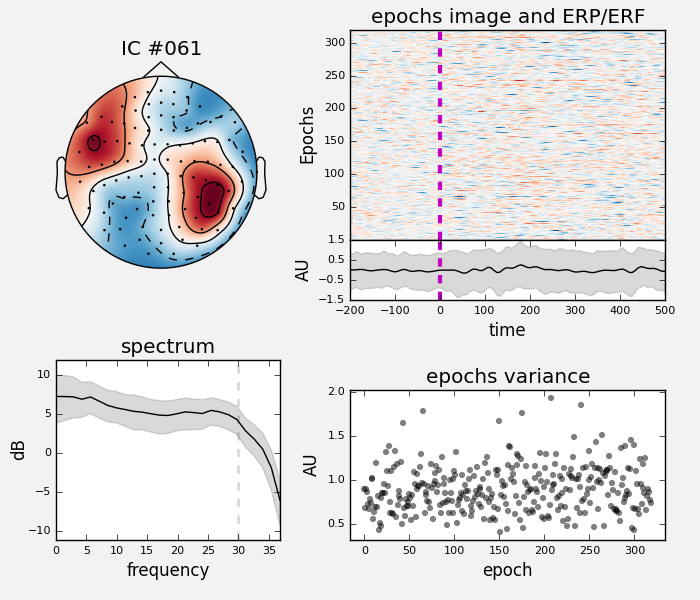 IC #061
epochs image and ERP/ERF
Epochs
300
250
200
150
100
50
AU
1.5
0.5
−0.5
−1.5
−200 −100 0 100 200 300 400 500
time
spectrum
dB
10
5
0
−5
−10
0 5 10 15 20 25 30 35
frequency
epochs variance
AU
2.0
1.5
1.0
0.5
0 50 100 150 200 250 300
epoch